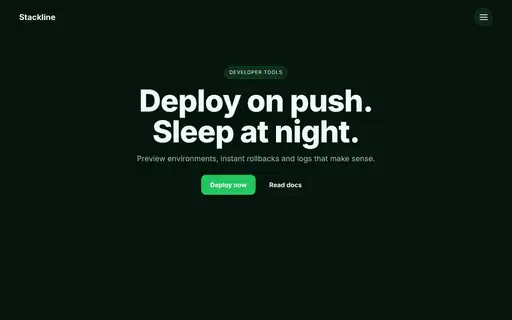 Stackline
DEVELOPER TOOLS
Deploy on push.
Sleep at night.
Preview environments, instant rollbacks and logs that make sense.
Deploy now
Read docs